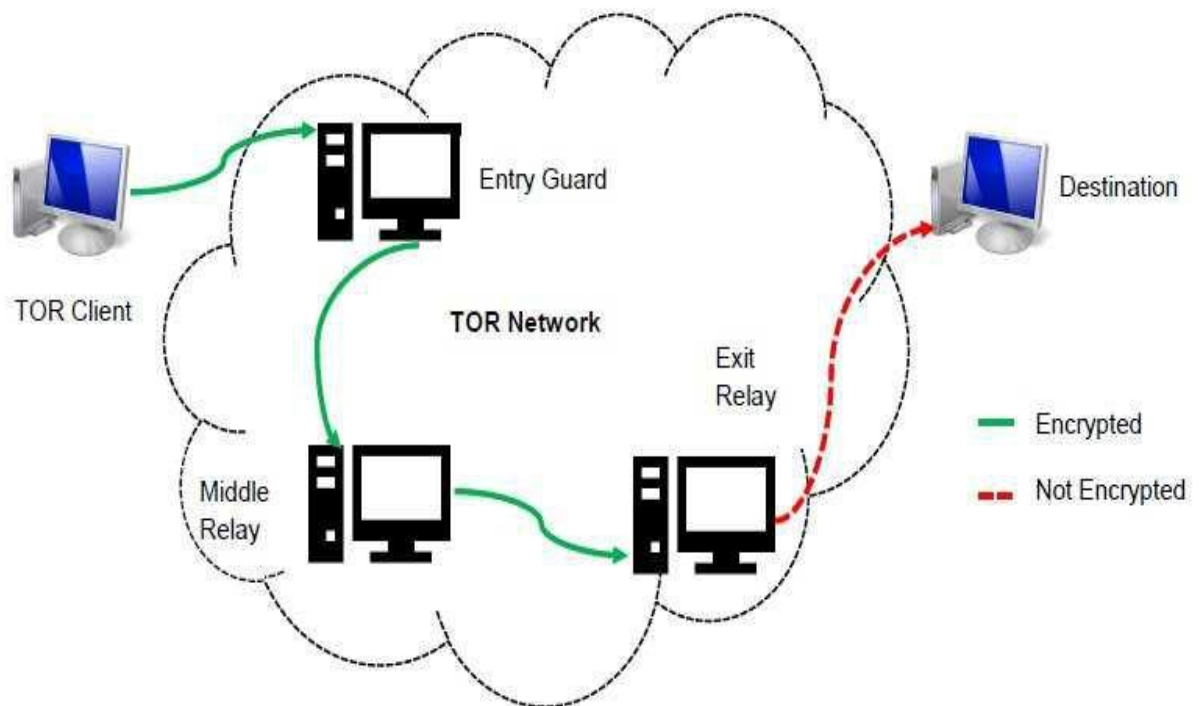 Entry Guard
Destination
TOR Client
TOR Network
Exit
Relay
Encrypted
Middle
Relay
Not Encrypted